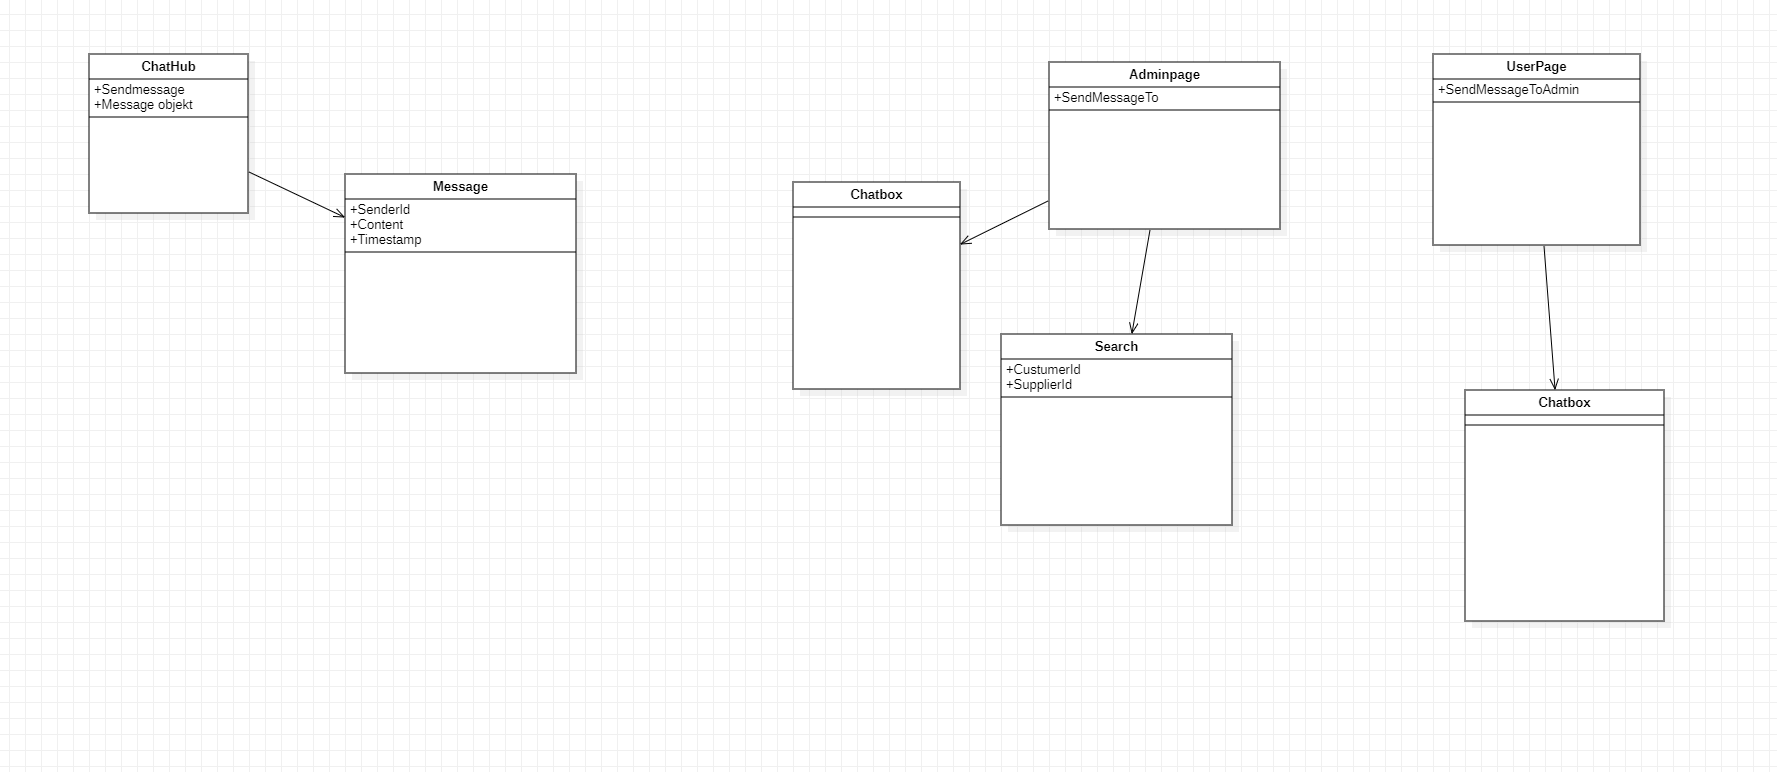 ChatHub
+Sendmessage
+Message objekt
Message
+SenderId
+Content
+Timestamp
Chatbox
Adminpage
+SendMessageTo
Search
+CustumerId
+SupplierId
UserPage
+SendMessageToAdmin
Chatbox